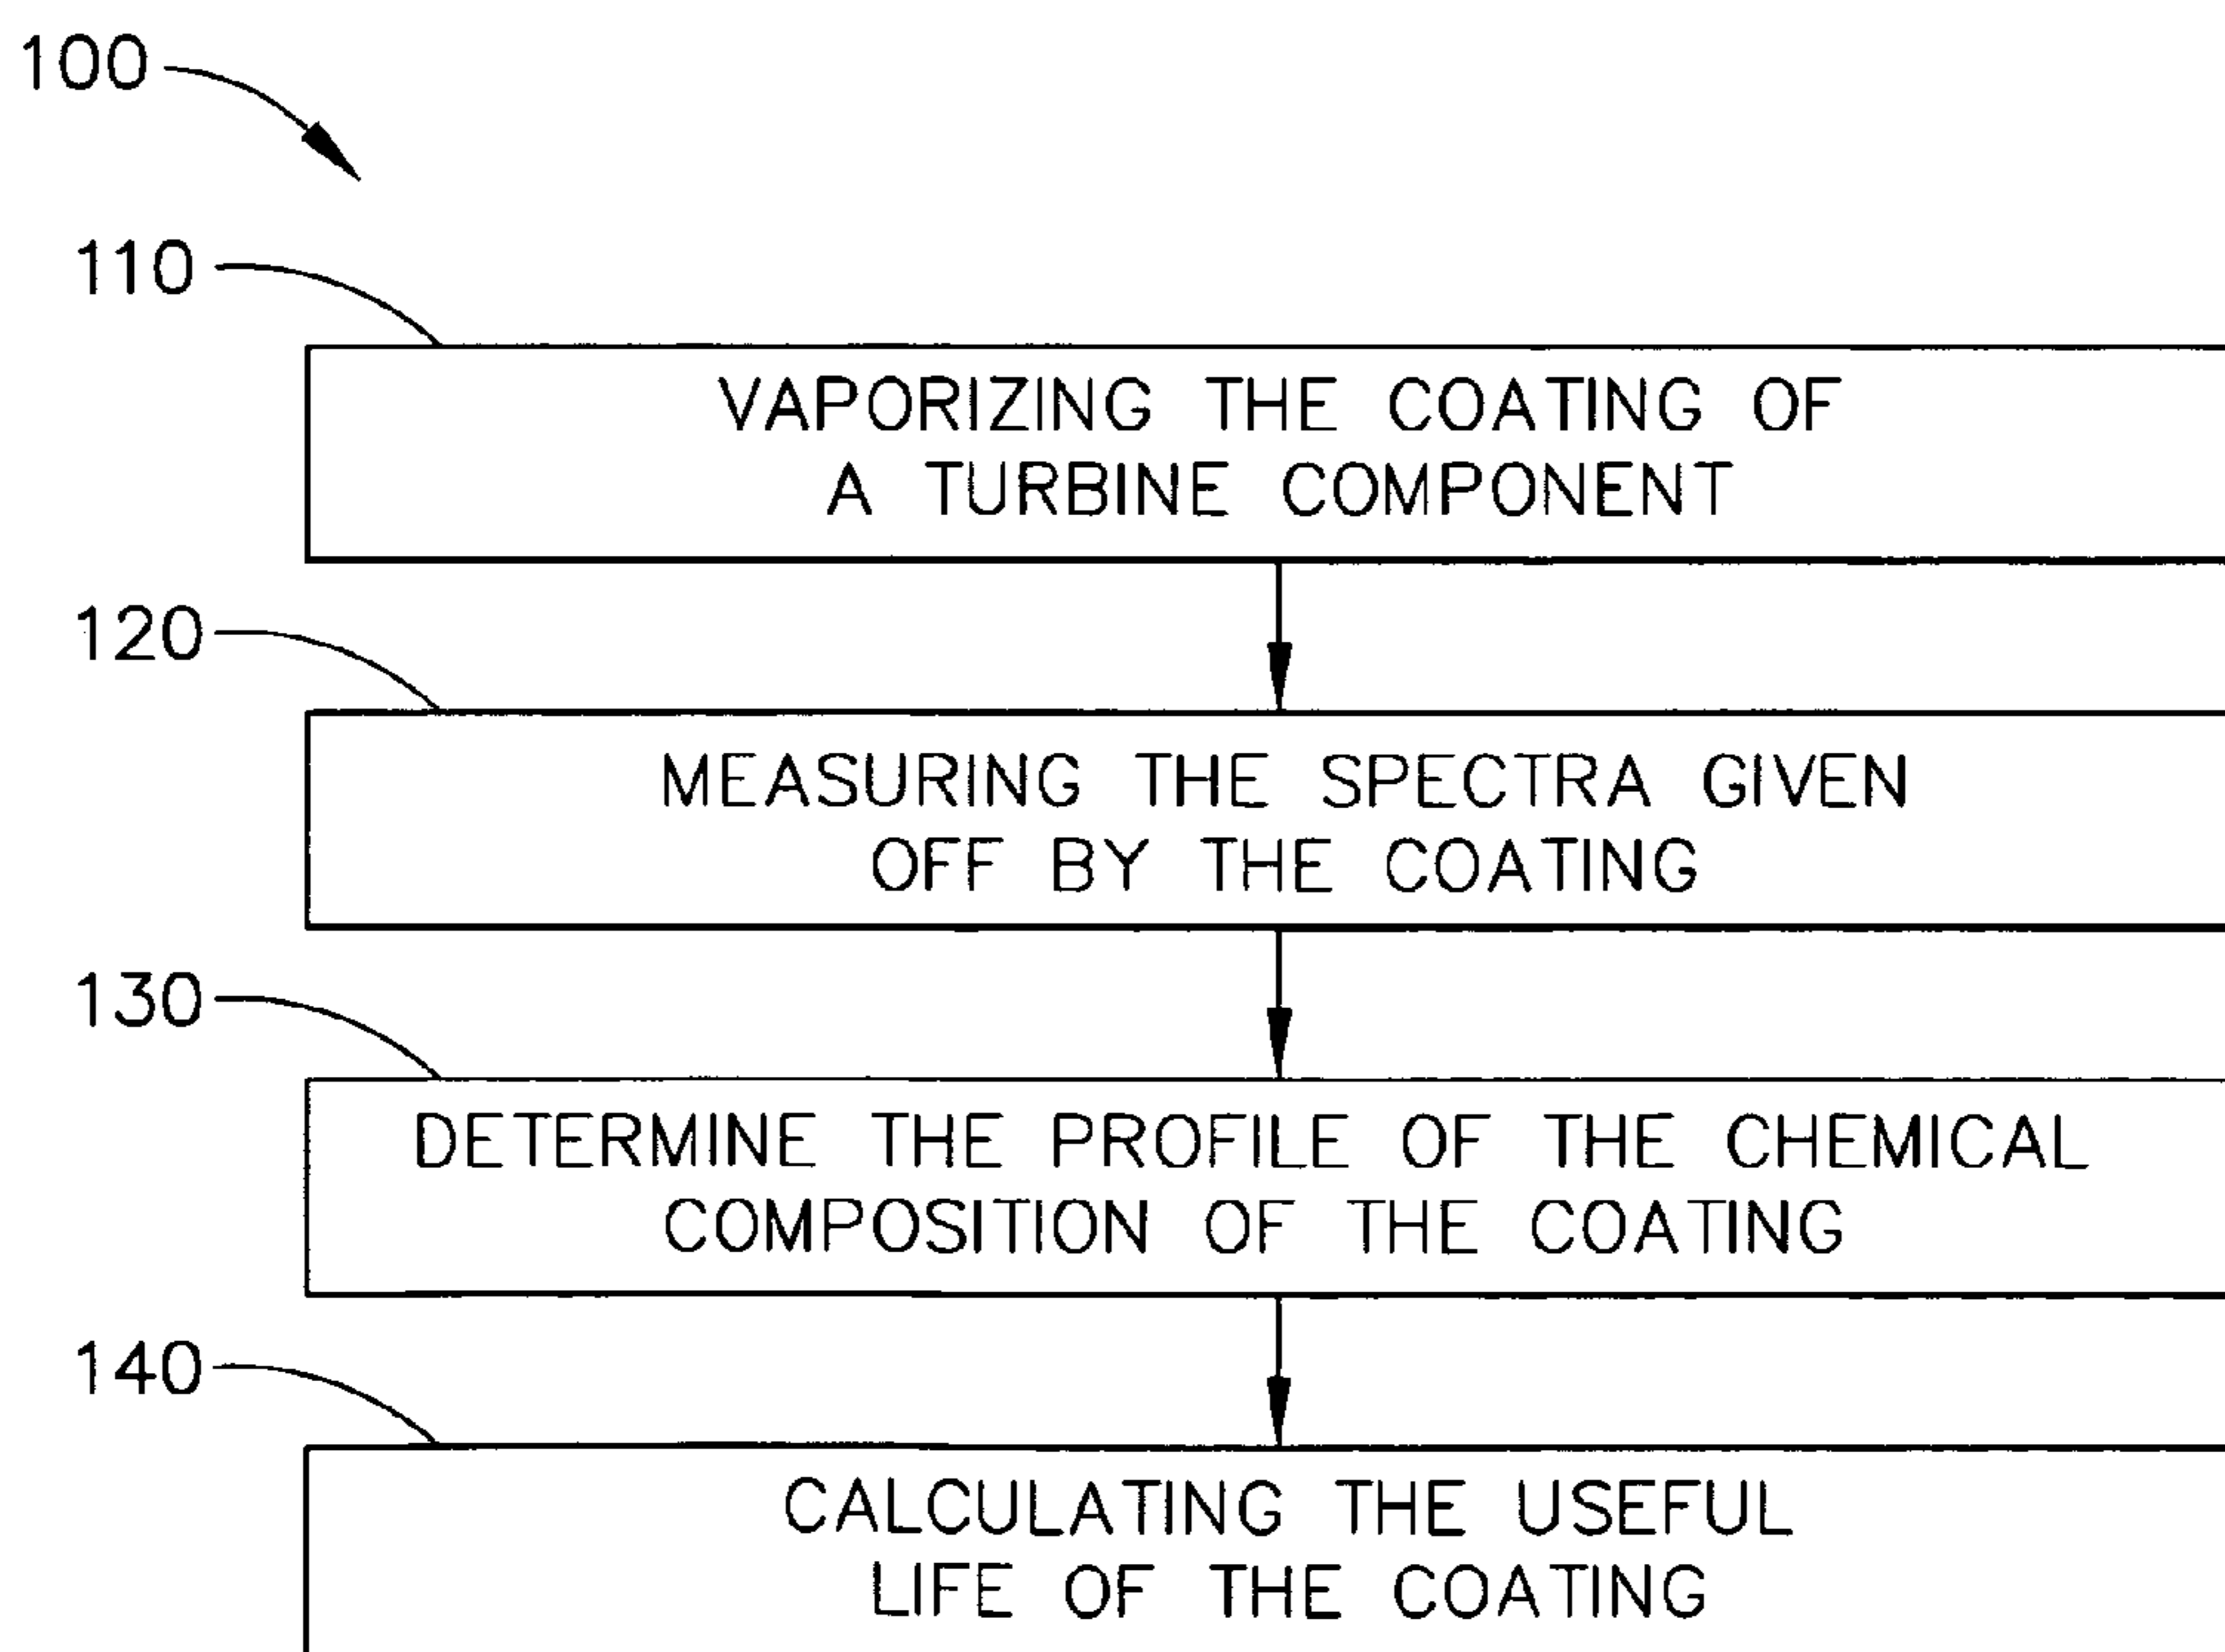 100
110
VAPORIZING THE COATING OF
A TURBINE COMPONENT
120
MEASURING THE SPECTRA GIVEN
OFF BY THE COATING
130
DETERMINE THE PROFILE OF THE CHEMICAL
COMPOSITION OF THE COATING
140
CALCULATING THE USEFUL
LIFE OF THE COATING